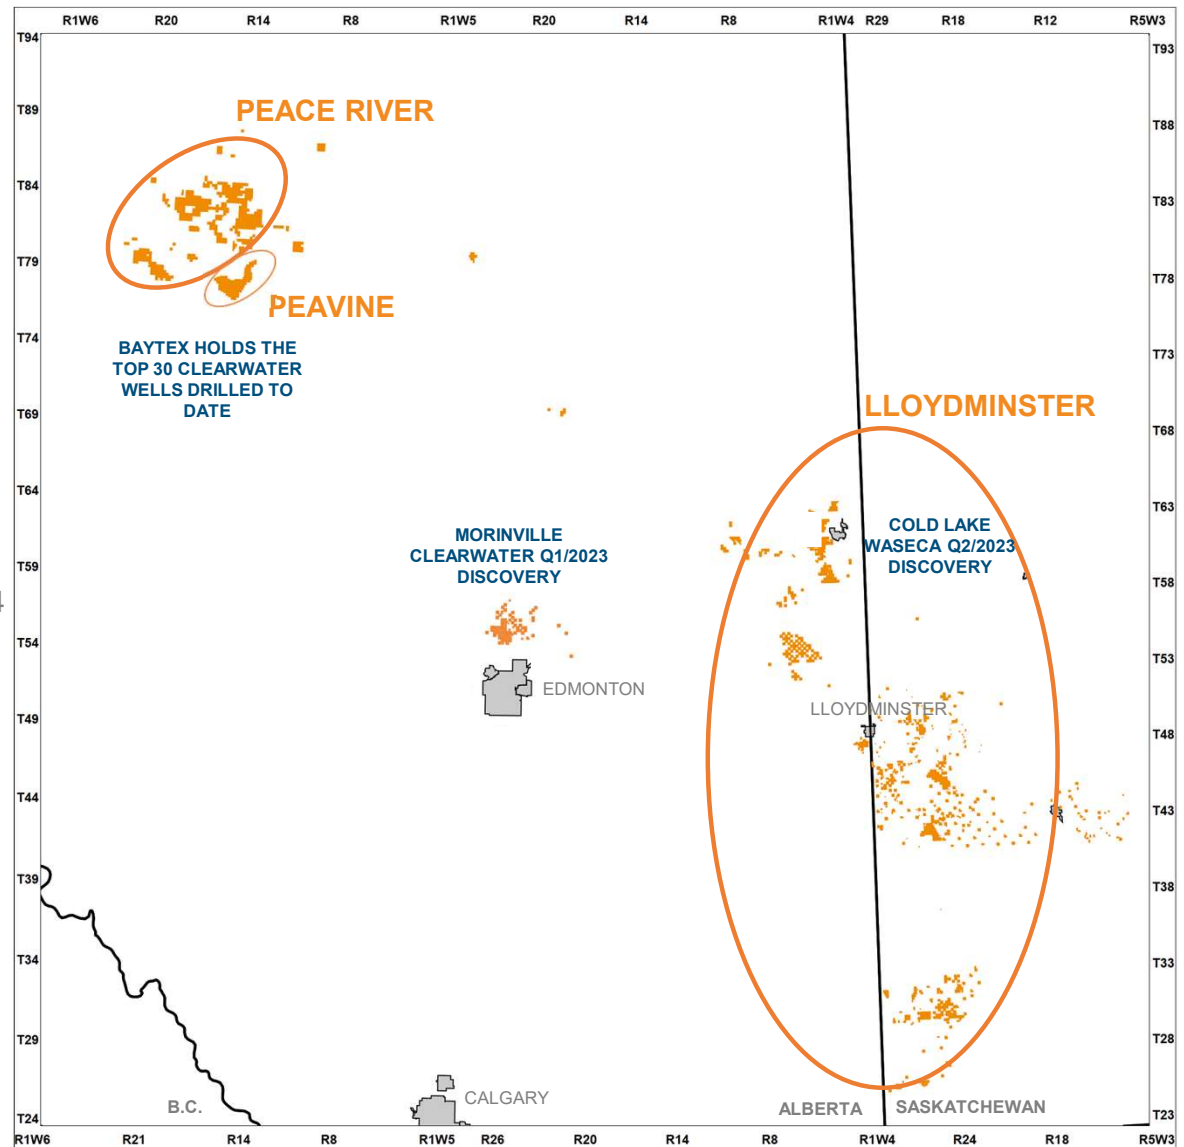 R1W6 R20 R14 R8 R1W5 R20 R14 R8 R1W4 R29 R18 R12 R5W3
T94
T93
T89
PEACE RIVER
T88
T84
T83
T79
T78
PEAVINE
T74
BAYTEX HOLDS THE
TOP 30 CLEARWATER
WELLS DRILLED TO
DATE
T73
T69
LLOYDMINSTER
T68
T64
T63
MORINVILLE
CLEARWATER Q1/2023
DISCOVERY
COLD LAKE
WASECA Q2/2023
DISCOVERY
T59
T58
T54
T53
EDMONTON
LLOYDMINSTER
T49
T48
T44
T43
T39
T38
T34
T33
T29
T28
CALGARY
B.C.
ALBERTA
SASKATCHEWAN
T24
T23
R1W6 R21 R14 R8 R1W5 R26 R20 R14 R8 R1W4 R24 R18 R5W3